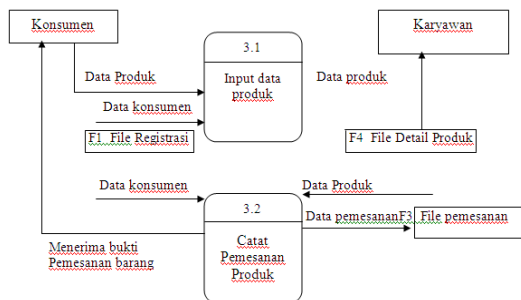 Konsumen
Karyawan
3.1
Input data
produk
Data Produk
Data produk
Data konsumen
F1 File Registrasi
F4 File Detail Produk
Data konsumen
Data Produk
3.2
Catat
Pemesanan
Produk
Data pemesananF3 File pemesanan
Menerima bukti
Pemesanan barang